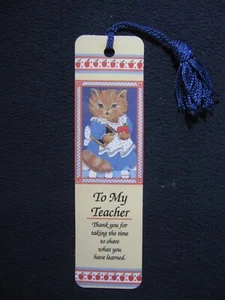 To My
Teacher
Thank you for
taking the time
to share
what you
have learned.